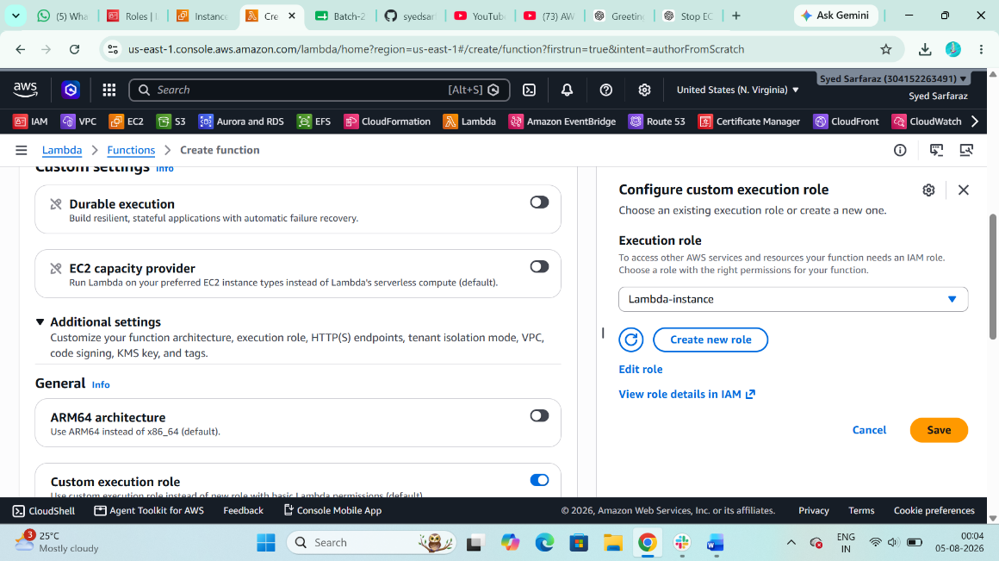 (5) Wha
Roles |
Instanc
Cre
Batch-2
syedsar
YouTub
(73) AW
Greetin
Stop EC
Ask Gemini
us-east-1.console.aws.amazon.com/lambda/home?region=us-east-1#/create/function?firstrun=true&intent=authorFromScratch
aws
Search
[Alt+S]
United States (N. Virginia)
Syed Sarfaraz (304152263491)
Syed Sarfaraz
IAM
VPC
EC2
S3
Aurora and RDS
EFS
CloudFormation
Lambda
Amazon EventBridge
Route 53
Certificate Manager
CloudFront
CloudWatch
Lambda
Functions
Create function
Custom settings Info
Durable execution
Build resilient, stateful applications with automatic failure recovery.
EC2 capacity provider
Run Lambda on your preferred EC2 instance types instead of Lambda's serverless compute (default).
Additional settings
Customize your function architecture, execution role, HTTP(S) endpoints, tenant isolation mode, VPC,
code signing, KMS key, and tags.
General Info
ARM64 architecture
Use ARM64 instead of x86_64 (default).
Custom execution role
Use custom execution role instead of new role with basic Lambda permissions (default)
Configure custom execution role
Choose an existing execution role or create a new one.
Execution role
To access other AWS services and resources your function needs an IAM role.
Choose a role with the right permissions for your function.
Lambda-instance
Create new role
Edit role
View role details in IAM
Cancel
Save
CloudShell
Agent Toolkit for AWS
Feedback
Console Mobile App
© 2026, Amazon Web Services, Inc. or its affiliates.
Privacy
Terms
Cookie preferences
3
25°C
Mostly cloudy
Search
ENG
IN
00:04
05-08-2026